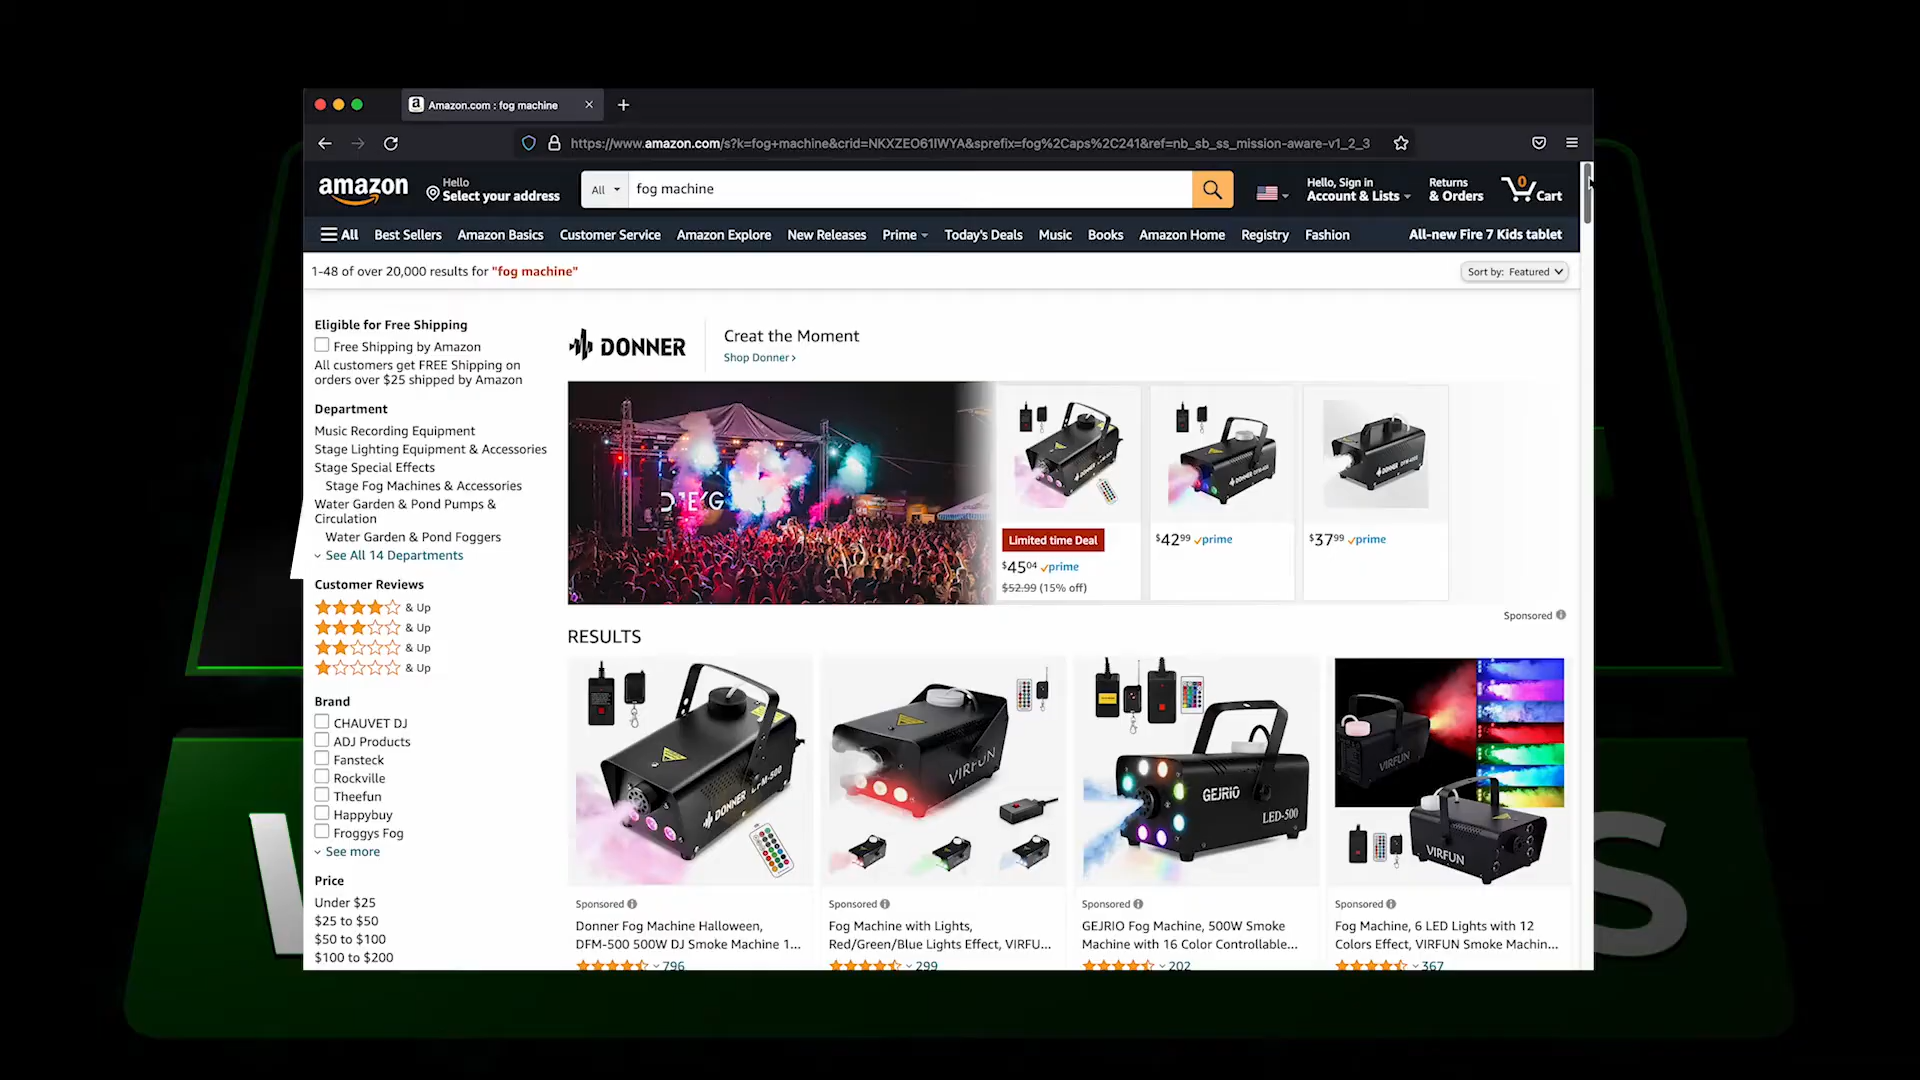 Amazon.com : fog machine
https://www.amazon.com/s?k=fog+machine&crid=NKXZEO61IWYA&sprefix=fog%2Caps%2C241&ref=nb_sb_ss_mission-aware-v1_2_3
amazon
Hello
Select your address
All
fog machine
Hello, Sign in
Account & Lists
Returns
& Orders
0
Cart
All Best Sellers Amazon Basics Customer Service Amazon Explore New Releases Prime Today's Deals Music Books Amazon Home Registry Fashion All-new Fire 7 Kids tablet
1-48 of over 20,000 results for "fog machine"
Sort by: Featured
Eligible for Free Shipping
Free Shipping by Amazon
All customers get FREE Shipping on
orders over $25 shipped by Amazon
Department
Music Recording Equipment
Stage Lighting Equipment & Accessories
Stage Special Effects
Stage Fog Machines & Accessories
Water Garden & Pond Pumps &
Circulation
Water Garden & Pond Foggers
See All 14 Departments
Customer Reviews
& Up
& Up
& Up
& Up
Brand
CHAUVET DJ
ADJ Products
Fansteck
Rockville
Theefun
Happybuy
Froggys Fog
See more
Price
Under $25
$25 to $50
$50 to $100
$100 to $200
DONNER
Creat the Moment
Shop Donner ›
Limited time Deal
$45.04 prime
$52.99 (15% off)
$42.99 prime
$37.99 prime
Sponsored
RESULTS
DONNER DFM-500
VIRFUN
GEJRIO
LED-500
VIRFUN
VIRFUN
Sponsored
Donner Fog Machine Halloween,
DFM-500 500W DJ Smoke Machine 1...
796
Sponsored
Fog Machine with Lights,
Red/Green/Blue Lights Effect, VIRFU...
299
Sponsored
GEJRIO Fog Machine, 500W Smoke
Machine with 16 Color Controllable...
202
Sponsored
Fog Machine, 6 LED Lights with 12
Colors Effect, VIRFUN Smoke Machin...
367